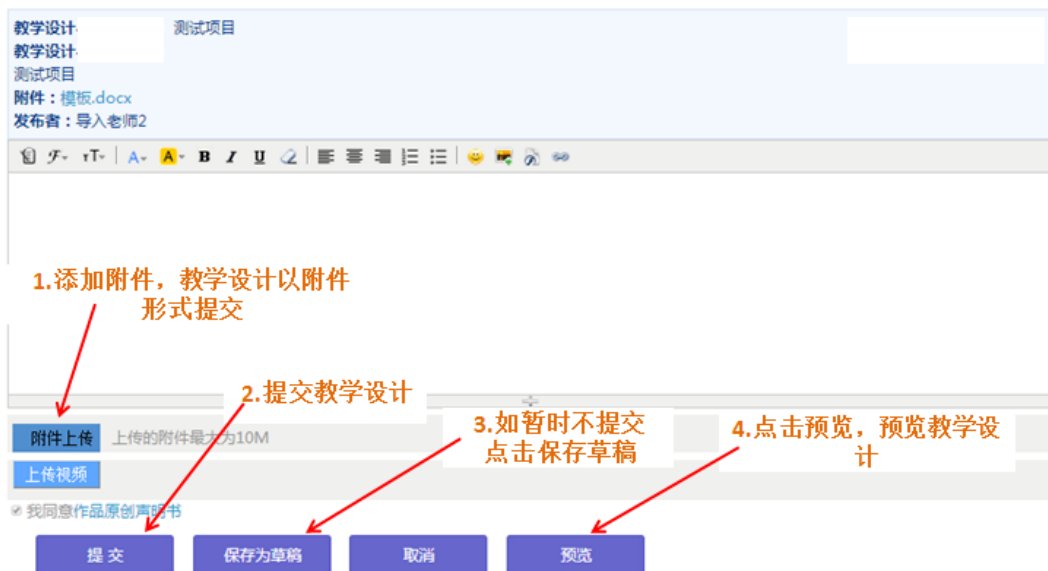 教学设计 测试项目
教学设计
测试项目
附件：模板.docx
发布者：导入老师2
1.添加附件，教学设计以附件
形式提交
2.提交教学设计
3.如暂时不提交
点击保存草稿
4.点击预览，预览教学设
计
附件上传 上传的附件最大为10M
上传视频
我同意作品原创声明书
提 交 保存为草稿 取消 预览